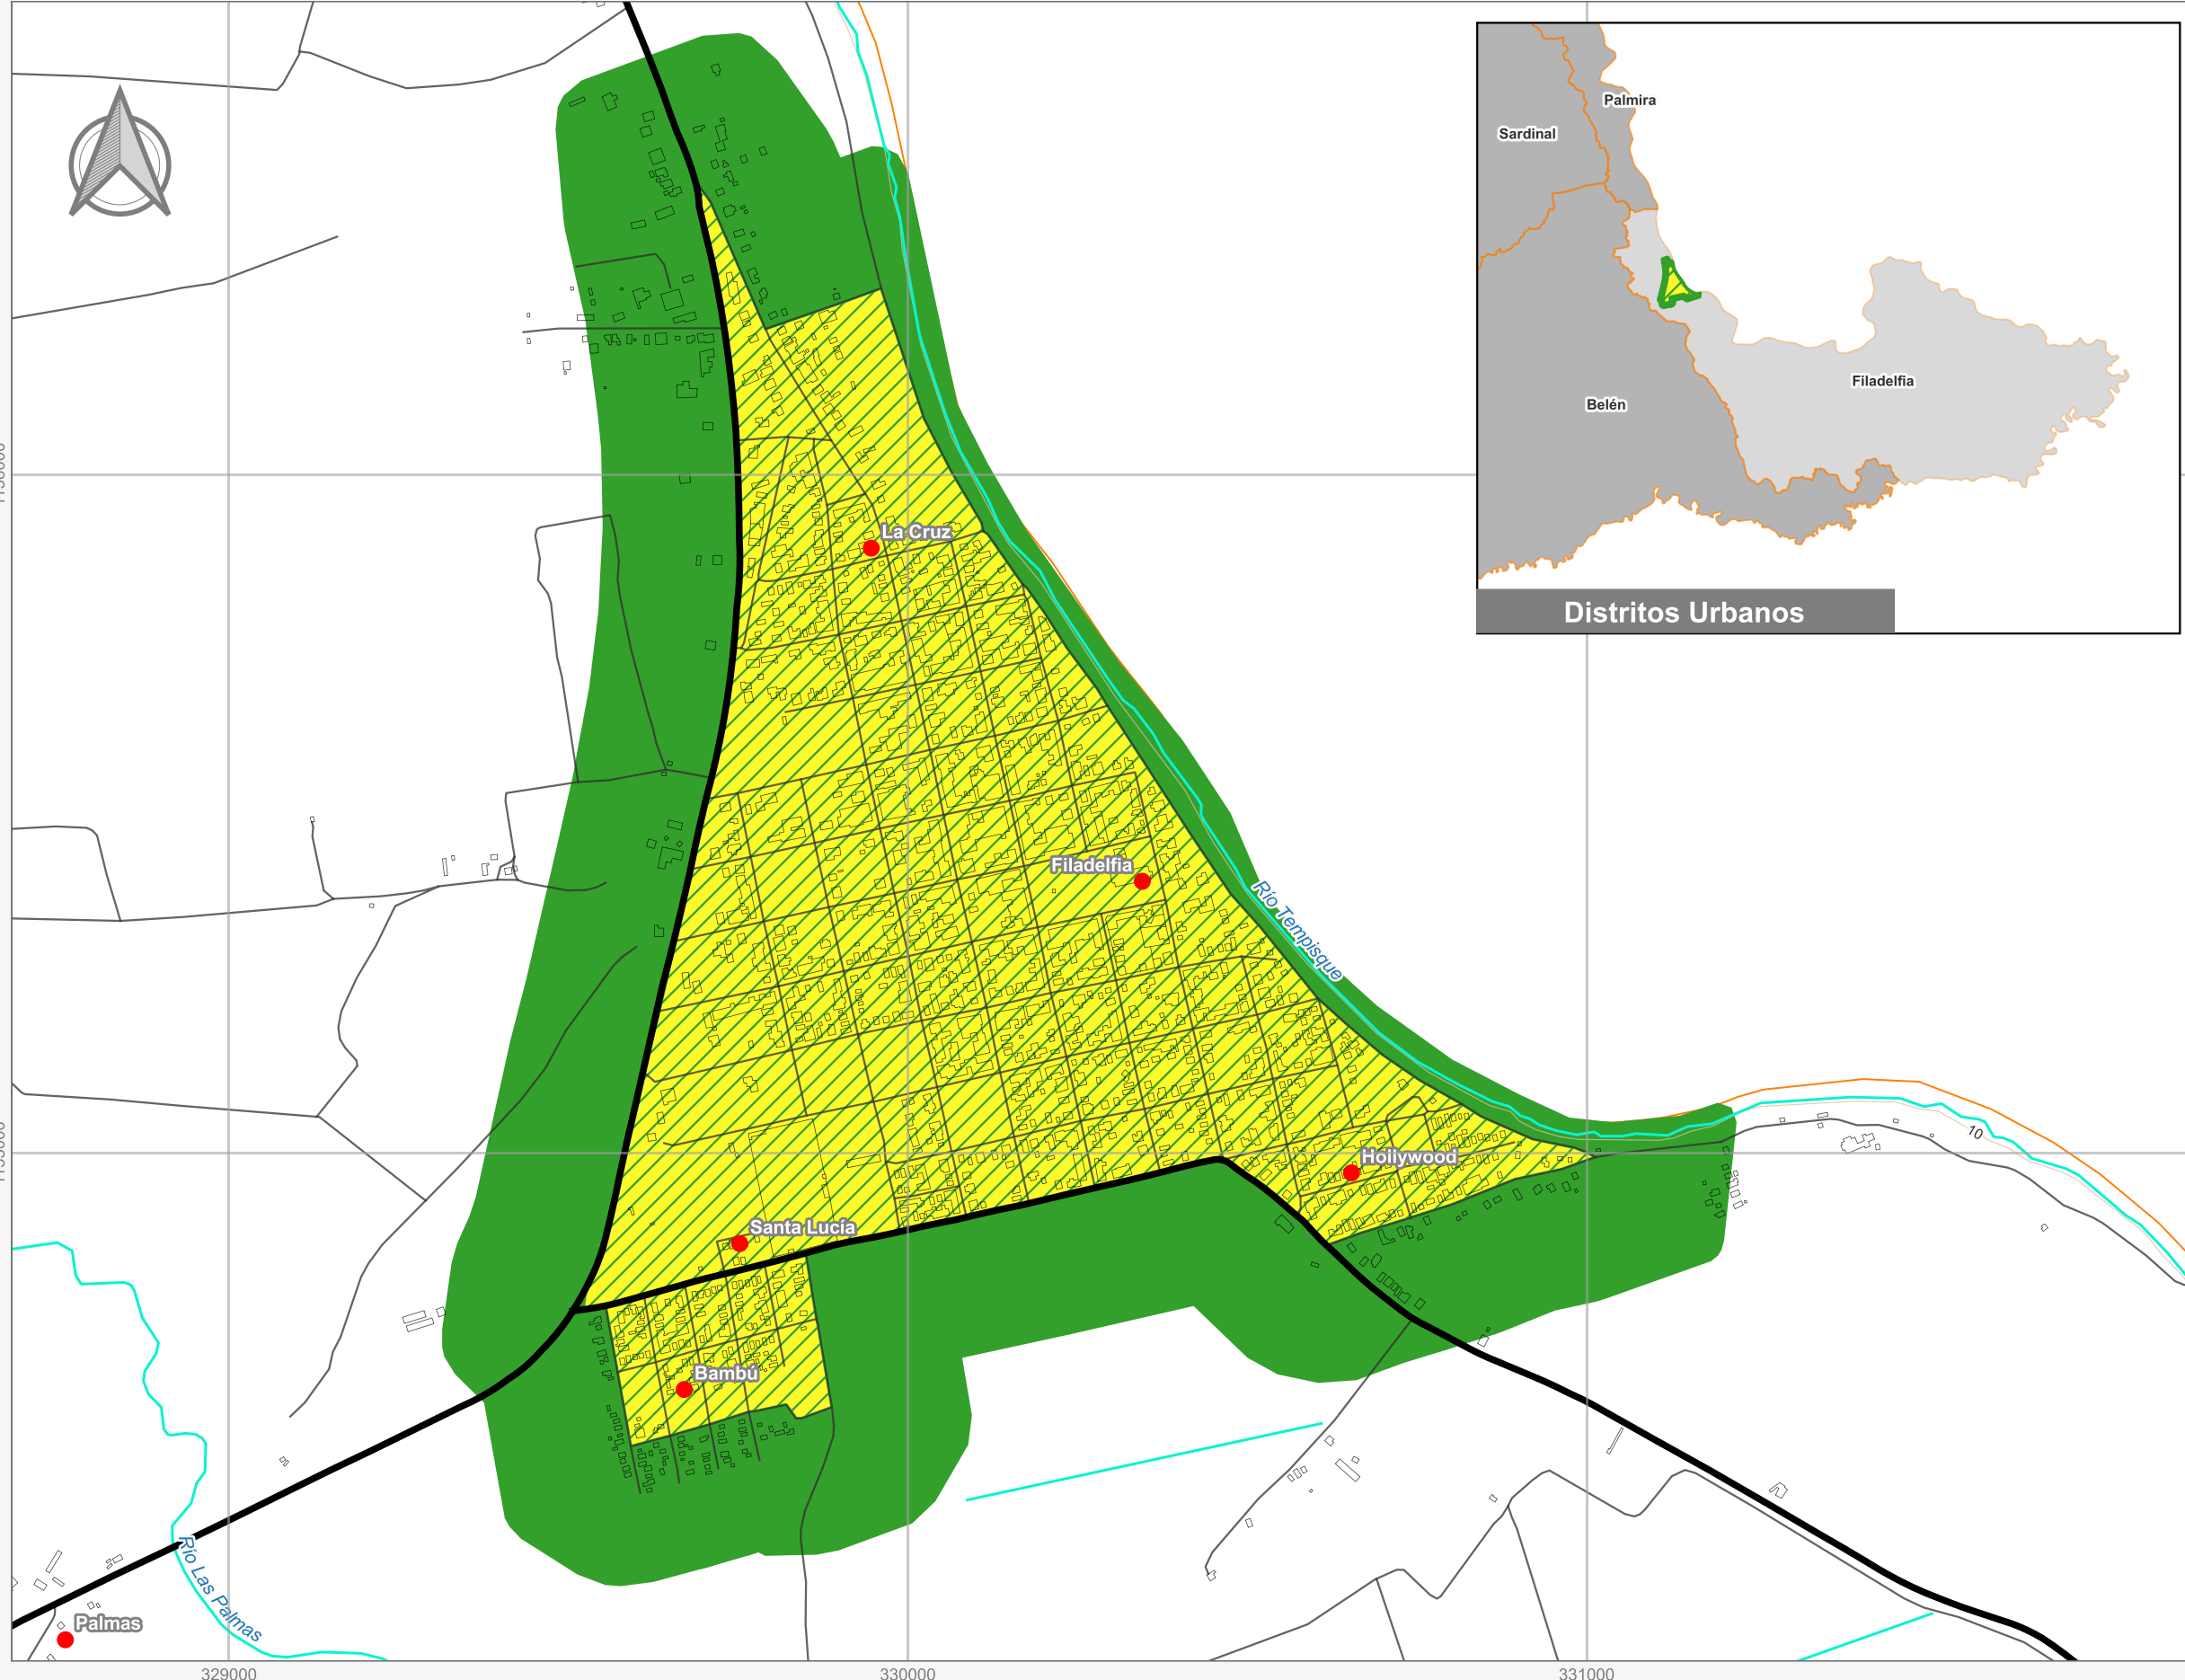 Palmira
Sardinal
Filadelfia
Belén
Distritos Urbanos
La Cruz
Filadelfia
Río Tempisque
10
Hollywood
Santa Lucía
Bambú
Río Las Palmas
Palmas
329000
330000
331000